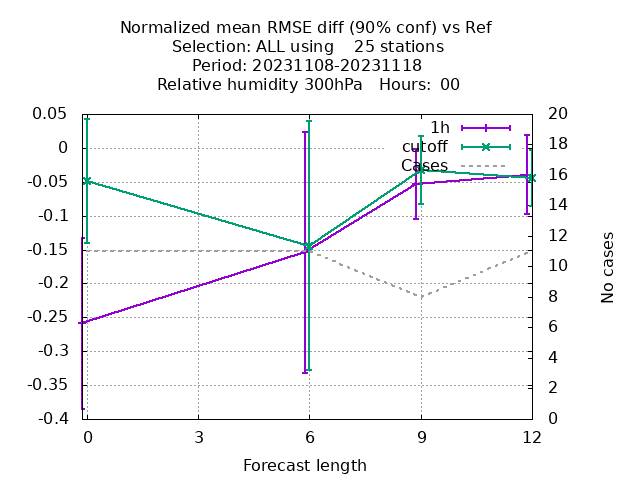 Normalized mean RMSE diff (90% conf) vs Ref
Selection: ALL using    25 stations
Period: 20231108-20231118
Relative humidity 300hPa   Hours:  00
0.05
0
-0.05
-0.1
-0.15
-0.2
-0.25
-0.3
-0.35
-0.4
20
18
16
14
12
10
8
6
4
2
0
1h
cutoff
Cases
No cases
0
3
6
9
12
Forecast length